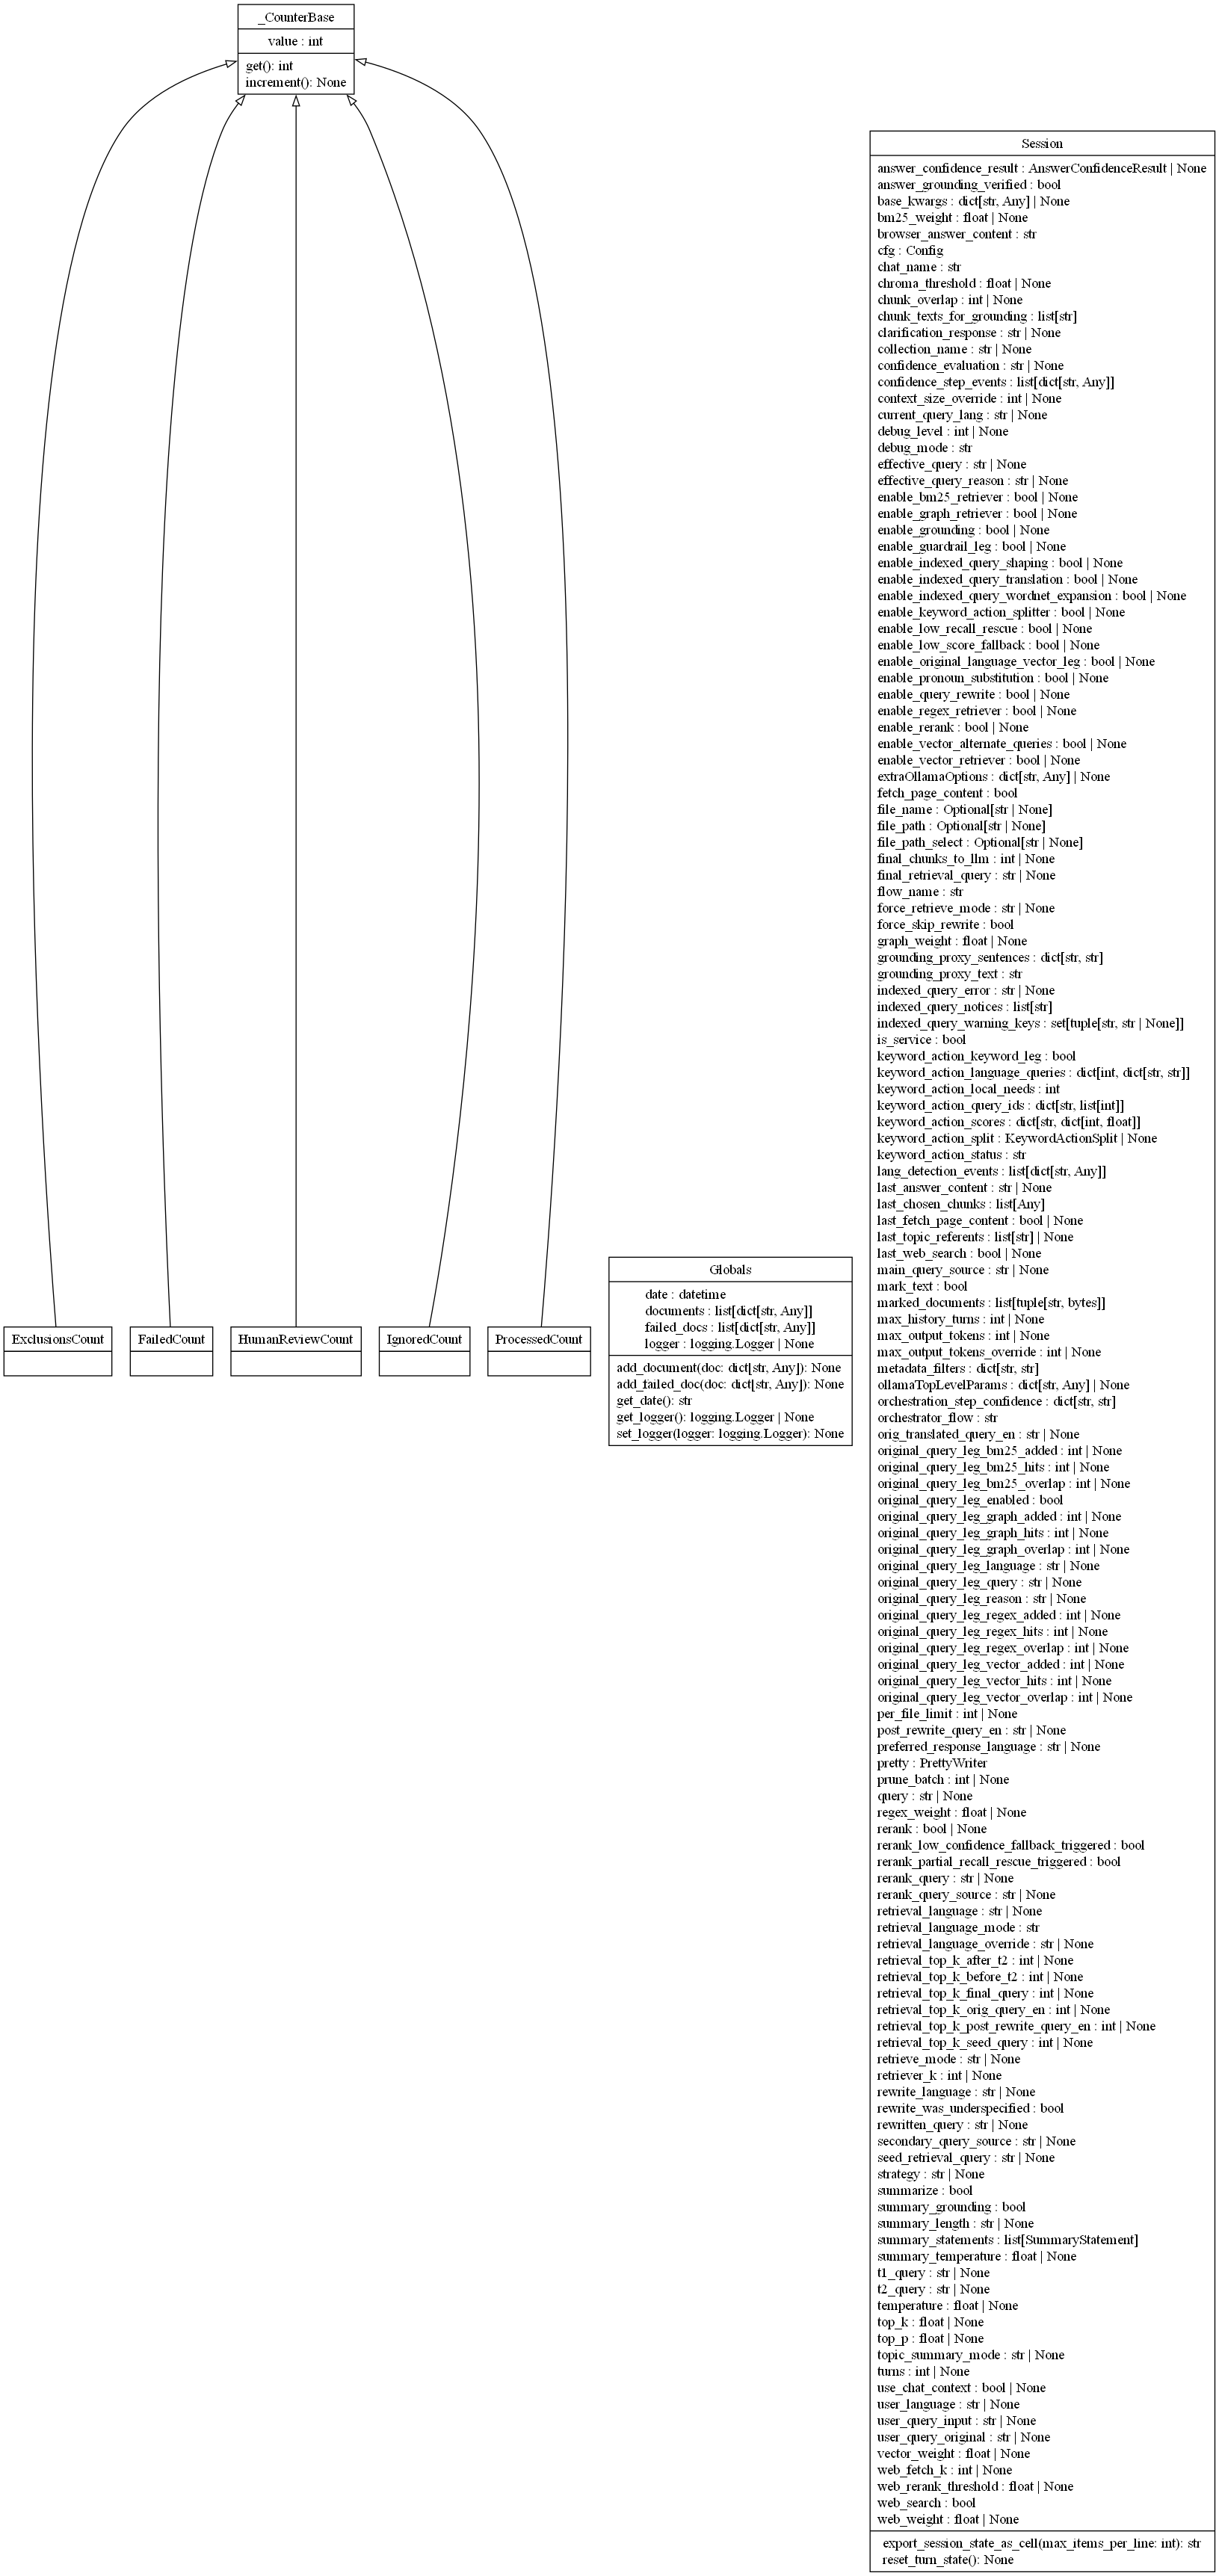 _CounterBase
value : int
get(): int
increment(): None
ExclusionsCount
FailedCount
HumanReviewCount
IgnoredCount
ProcessedCount
Globals
date : datetime
documents : list[dict[str, Any]]
failed_docs : list[dict[str, Any]]
logger : logging.Logger | None
add_document(doc: dict[str, Any]): None
add_failed_doc(doc: dict[str, Any]): None
get_date(): str
get_logger(): logging.Logger | None
set_logger(logger: logging.Logger): None
Session
answer_confidence_result : AnswerConfidenceResult | None
answer_grounding_verified : bool
base_kwargs : dict[str, Any] | None
bm25_weight : float | None
browser_answer_content : str
cfg : Config
chat_name : str
chroma_threshold : float | None
chunk_overlap : int | None
chunk_texts_for_grounding : list[str]
clarification_response : str | None
collection_name : str | None
confidence_evaluation : str | None
confidence_step_events : list[dict[str, Any]]
context_size_override : int | None
current_query_lang : str | None
debug_level : int | None
debug_mode : str
effective_query : str | None
effective_query_reason : str | None
enable_bm25_retriever : bool | None
enable_graph_retriever : bool | None
enable_grounding : bool | None
enable_guardrail_leg : bool | None
enable_indexed_query_shaping : bool | None
enable_indexed_query_translation : bool | None
enable_indexed_query_wordnet_expansion : bool | None
enable_keyword_action_splitter : bool | None
enable_low_recall_rescue : bool | None
enable_low_score_fallback : bool | None
enable_original_language_vector_leg : bool | None
enable_pronoun_substitution : bool | None
enable_query_rewrite : bool | None
enable_regex_retriever : bool | None
enable_rerank : bool | None
enable_vector_alternate_queries : bool | None
enable_vector_retriever : bool | None
extraOllamaOptions : dict[str, Any] | None
fetch_page_content : bool
file_name : Optional[str | None]
file_path : Optional[str | None]
file_path_select : Optional[str | None]
final_chunks_to_llm : int | None
final_retrieval_query : str | None
flow_name : str
force_retrieve_mode : str | None
force_skip_rewrite : bool
graph_weight : float | None
grounding_proxy_sentences : dict[str, str]
grounding_proxy_text : str
indexed_query_error : str | None
indexed_query_notices : list[str]
indexed_query_warning_keys : set[tuple[str, str | None]]
is_service : bool
keyword_action_keyword_leg : bool
keyword_action_language_queries : dict[int, dict[str, str]]
keyword_action_local_needs : int
keyword_action_query_ids : dict[str, list[int]]
keyword_action_scores : dict[str, dict[int, float]]
keyword_action_split : KeywordActionSplit | None
keyword_action_status : str
lang_detection_events : list[dict[str, Any]]
last_answer_content : str | None
last_chosen_chunks : list[Any]
last_fetch_page_content : bool | None
last_topic_referents : list[str] | None
last_web_search : bool | None
main_query_source : str | None
mark_text : bool
marked_documents : list[tuple[str, bytes]]
max_history_turns : int | None
max_output_tokens : int | None
max_output_tokens_override : int | None
metadata_filters : dict[str, str]
ollamaTopLevelParams : dict[str, Any] | None
orchestration_step_confidence : dict[str, str]
orchestrator_flow : str
orig_translated_query_en : str | None
original_query_leg_bm25_added : int | None
original_query_leg_bm25_hits : int | None
original_query_leg_bm25_overlap : int | None
original_query_leg_enabled : bool
original_query_leg_graph_added : int | None
original_query_leg_graph_hits : int | None
original_query_leg_graph_overlap : int | None
original_query_leg_language : str | None
original_query_leg_query : str | None
original_query_leg_reason : str | None
original_query_leg_regex_added : int | None
original_query_leg_regex_hits : int | None
original_query_leg_regex_overlap : int | None
original_query_leg_vector_added : int | None
original_query_leg_vector_hits : int | None
original_query_leg_vector_overlap : int | None
per_file_limit : int | None
post_rewrite_query_en : str | None
preferred_response_language : str | None
pretty : PrettyWriter
prune_batch : int | None
query : str | None
regex_weight : float | None
rerank : bool | None
rerank_low_confidence_fallback_triggered : bool
rerank_partial_recall_rescue_triggered : bool
rerank_query : str | None
rerank_query_source : str | None
retrieval_language : str | None
retrieval_language_mode : str
retrieval_language_override : str | None
retrieval_top_k_after_t2 : int | None
retrieval_top_k_before_t2 : int | None
retrieval_top_k_final_query : int | None
retrieval_top_k_orig_query_en : int | None
retrieval_top_k_post_rewrite_query_en : int | None
retrieval_top_k_seed_query : int | None
retrieve_mode : str | None
retriever_k : int | None
rewrite_language : str | None
rewrite_was_underspecified : bool
rewritten_query : str | None
secondary_query_source : str | None
seed_retrieval_query : str | None
strategy : str | None
summarize : bool
summary_grounding : bool
summary_length : str | None
summary_statements : list[SummaryStatement]
summary_temperature : float | None
t1_query : str | None
t2_query : str | None
temperature : float | None
top_k : float | None
top_p : float | None
topic_summary_mode : str | None
turns : int | None
use_chat_context : bool | None
user_language : str | None
user_query_input : str | None
user_query_original : str | None
vector_weight : float | None
web_fetch_k : int | None
web_rerank_threshold : float | None
web_search : bool
web_weight : float | None
export_session_state_as_cell(max_items_per_line: int): str
reset_turn_state(): None